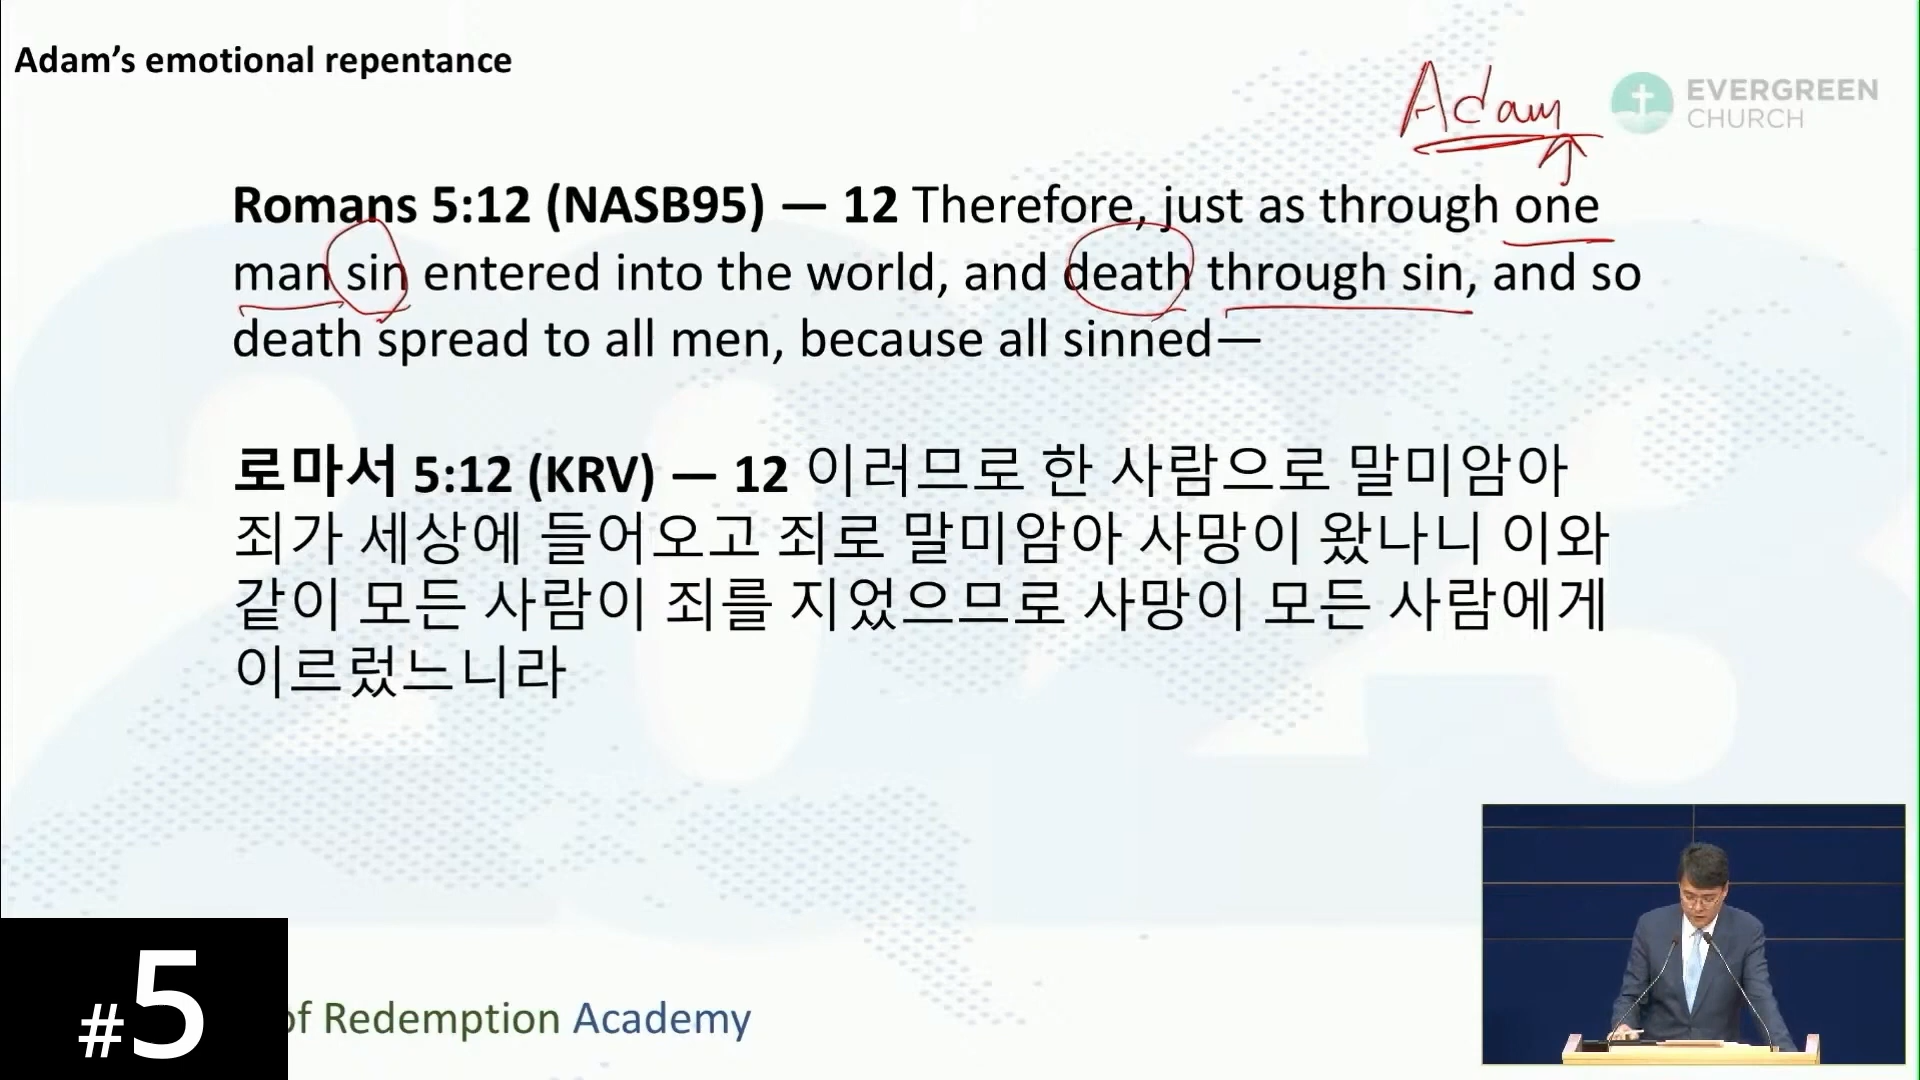 Adam's emotional repentance
Adam
EVERGREEN
CHURCH
Romans 5:12 (NASB95) — 12 Therefore, just as through one
man sin entered into the world, and death through sin, and so
death spread to all men, because all sinned—
로마서 5:12 (KRV) — 12 이러므로 한 사람으로 말미암아
죄가 세상에 들어오고 죄로 말미암아 사망이 왔나니 이와
같이 모든 사람이 죄를 지었으므로 사망이 모든 사람에게
이르렀느니라
#5
of Redemption Academy